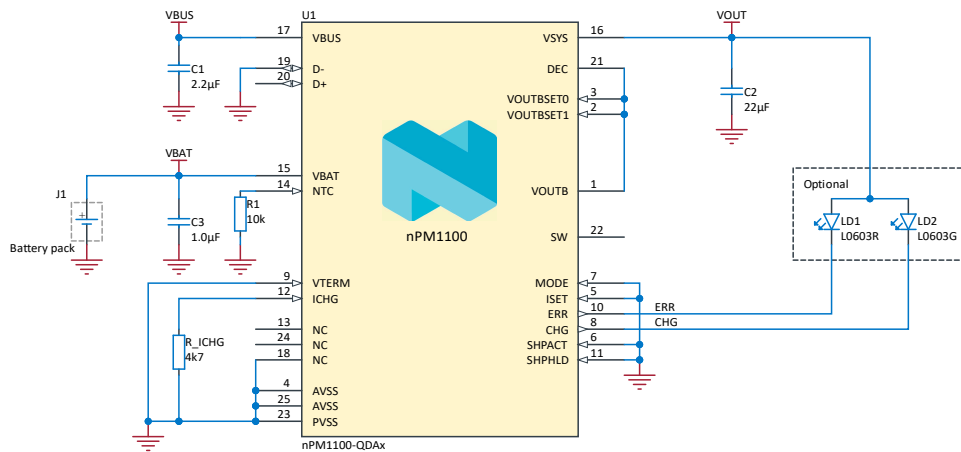 VBUS
U1
VOUT
17 VBUS
VSYS 16
C1
2.2µF
19 D-
20 D+
DEC 21
VOUTBSET0 3
VOUTBSET1 2
C2
22µF
VBAT
15 VBAT
14 NTC
VOUTB 1
J1
R1
10k
C3
1.0µF
Battery pack
nPM1100
SW 22
Optional
LD1
L0603R
LD2
L0603G
9 VTERM
12 ICHG
MODE 7
ISET 5
ERR 10
ERR
CHG 8
CHG
13 NC
24 NC
18 NC
R_ICHG
4k7
SHPACT 6
SHPHLD 11
4 AVSS
25 AVSS
23 PVSS
nPM1100-QDAx